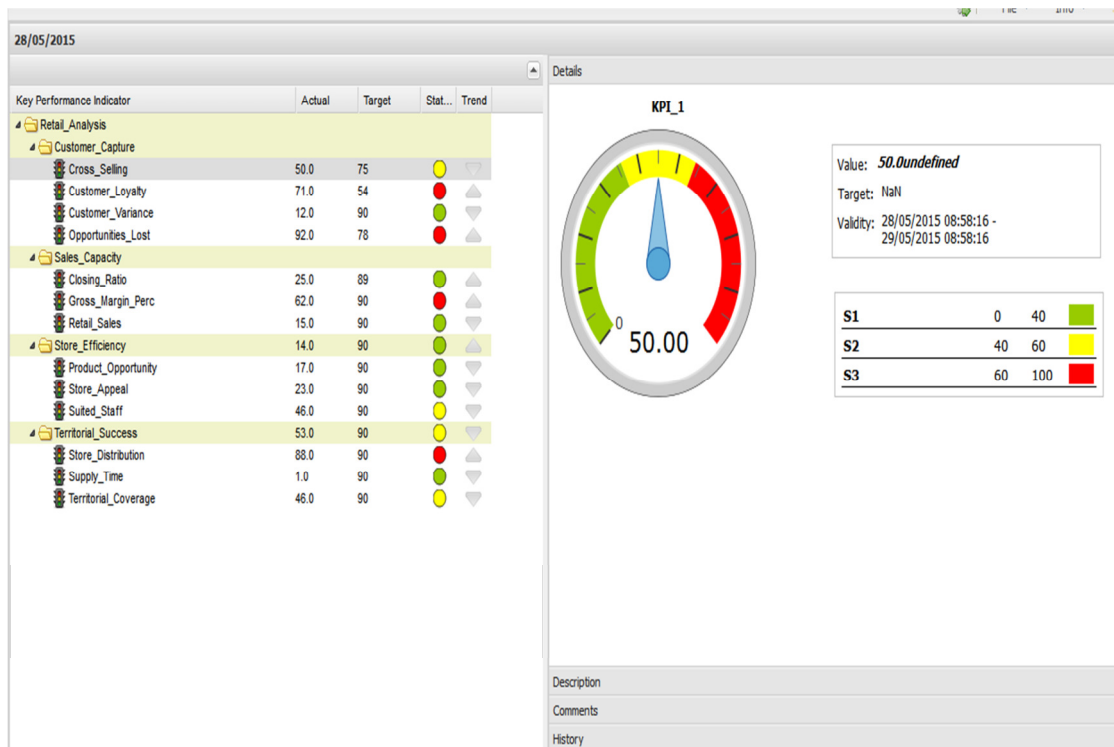 File Info
28/05/2015
Details
Key Performance Indicator Actual Target Stat... Trend
Retail_Analysis
Customer_Capture
Cross_Selling 50.0 75
Customer_Loyalty 71.0 54
Customer_Variance 12.0 90
Opportunities_Lost 92.0 78
Sales_Capacity
Closing_Ratio 25.0 89
Gross_Margin_Perc 62.0 90
Retail_Sales 15.0 90
Store_Efficiency 14.0 90
Product_Opportunity 17.0 90
Store_Appeal 23.0 90
Suited_Staff 46.0 90
Territorial_Success 53.0 90
Store_Distribution 88.0 90
Supply_Time 1.0 90
Territorial_Coverage 46.0 90
KPI_1
0
50.00
Value: 50.0undefined
Target: NaN
Validity: 28/05/2015 08:58:16 -
29/05/2015 08:58:16
S1 0 40
S2 40 60
S3 60 100
Description
Comments
History